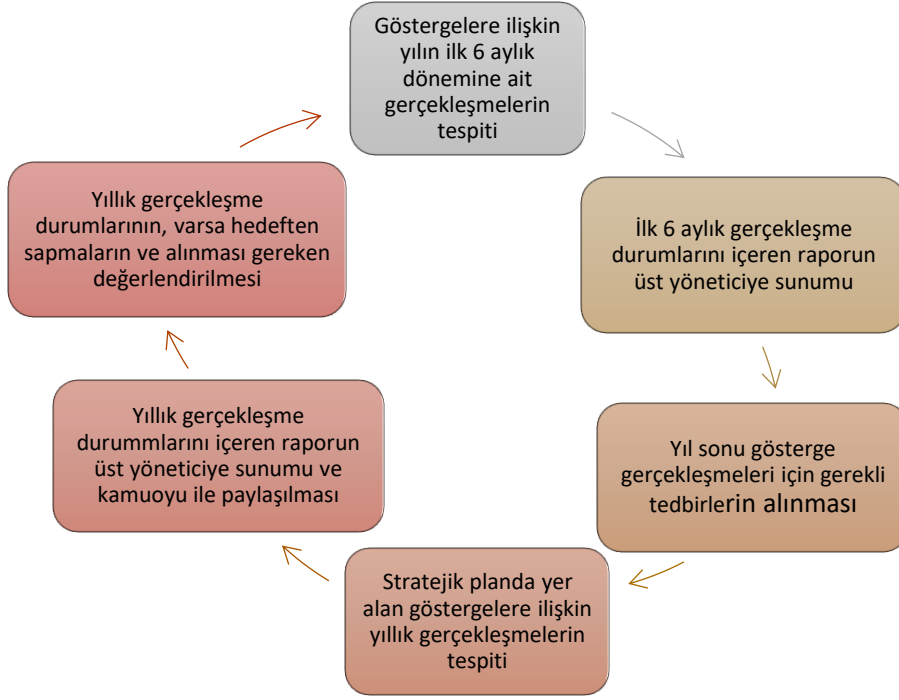 Göstergelere ilişkin
yılın ilk 6 aylık
dönemine ait
gerçekleşmelerin
tespiti
İlk 6 aylık gerçekleşme
durumlarını içeren raporun
üst yöneticiye sunumu
Yıl sonu gösterge
gerçekleşmeleri için gerekli
tedbirlerin alınması
Stratejik planda yer
alan göstergelere ilişkin
yıllık gerçekleşmelerin
tespiti
Yıllık gerçekleşme
durummlarını içeren raporun
üst yöneticiye sunumu ve
kamuoyu ile paylaşılması
Yıllık gerçekleşme
durumlarının, varsa hedeften
sapmaların ve alınması gereken
değerlendirilmesi